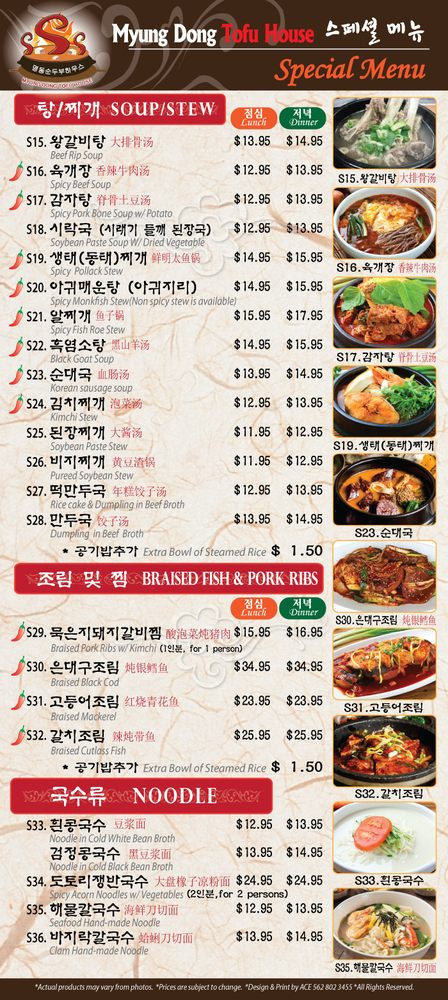 명동순두부하우스
MYUNG DONG TOFU HOUSE
Myung Dong Tofu House 스페셜 메뉴
Special Menu
탕/찌개 SOUP/STEW
점심 Lunch 저녁 Dinner
S15. 왕갈비탕 大排骨汤 $13.95 $14.95
Beef Rip Soup
S16. 육개장 香辣牛肉汤 $12.95 $13.95
Spicy Beef Soup
S17. 감자탕 脊骨土豆汤 $12.95 $13.95
Spicy Pork Bone Soup w/ Potato
S18. 시락국 (시래기 들깨 된장국) $12.95 $13.95
Soybean Paste Soup W/ Dried Vegetable
S19. 생태(동태)찌개 鲜明太鱼锅 $14.95 $15.95
Spicy Pollack Stew
S20. 아귀매운탕 (아귀지리) $14.95 $15.95
Spicy Monkfish Stew(Non spicy stew is available)
S21. 알찌개 鱼子锅 $15.95 $17.95
Spicy Fish Roe Stew
S22. 흑염소탕 黑山羊汤 $14.95 $15.95
Black Goat Soup
S23. 순대국 血肠汤 $13.95 $14.95
Korean sausage soup
S24. 김치찌개 泡菜汤 $12.95 $13.95
Kimchi Stew
S25. 된장찌개 大酱汤 $11.95 $12.95
Soybean Paste Stew
S26. 비지찌개 黄豆渣锅 $11.95 $12.95
Pureed Soybean Stew
S27. 떡만두국 年糕饺子汤 $12.95 $13.95
Rice cake & Dumpling in Beef Broth
S28. 만두국 饺子汤 $13.95 $14.95
Dumpling in Beef Broth
* 공기밥추가 Extra Bowl of Steamed Rice $ 1.50
S15.왕갈비탕 大排骨汤
S16.육개장 香辣牛肉汤
S17.감자탕 脊骨土豆汤
S19.생태(동태)찌개
S23.순대국
조림 및 찜 BRAISED FISH & PORK RIBS
점심 Lunch 저녁 Dinner
S29. 묵은지돼지갈비찜 酸泡菜炖猪肉 $15.95 $16.95
Braised Pork Ribs w/ Kimchi (1인분, for 1 person)
S30. 은대구조림 炖银鳕鱼 $34.95 $34.95
Braised Black Cod
S31. 고등어조림 红烧青花鱼 $23.95 $23.95
Braised Mackerel
S32. 갈치조림 辣炖带鱼 $25.95 $25.95
Braised Cutlass Fish
* 공기밥추가 Extra Bowl of Steamed Rice $ 1.50
S30.은대구조림 炖银鳕鱼
S31.고등어조림
S32.갈치조림
국수류 NOODLE
S33. 흰콩국수 豆浆面 $12.95 $13.95
Noodle in Cold White Bean Broth
검정콩국수 黑豆浆面 $13.95 $14.95
Noodle in Cold Black Bean Broth
S34. 도토리쟁반국수 大盘橡子凉粉面 $24.95 $24.95
Spicy Acorn Noodles w/ Vegetables (2인분, for 2 persons)
S35. 해물칼국수 海鲜刀切面 $12.95 $13.95
Seafood Hand-made Noodle
S36. 바지락칼국수 蛤蜊刀切面 $13.95 $14.95
Clam Hand-made Noodle
S33.흰콩국수
S35.해물칼국수 海鲜刀切面
*Actual products may vary from photos. *Prices are subject to change. *Design & Print by ACE 562 802 3455 *All Rights Reserved.